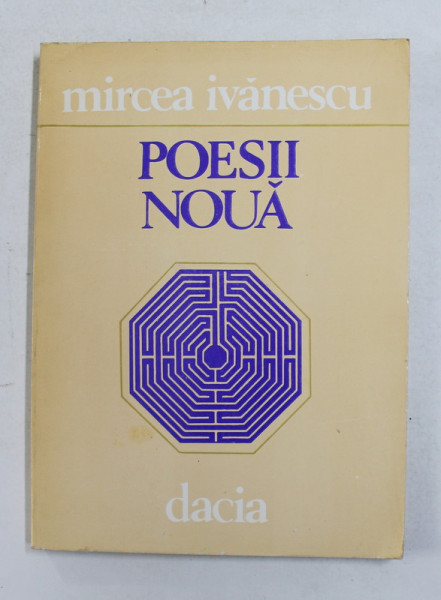 mircea ivănescu
POESII
NOUĂ
dacia